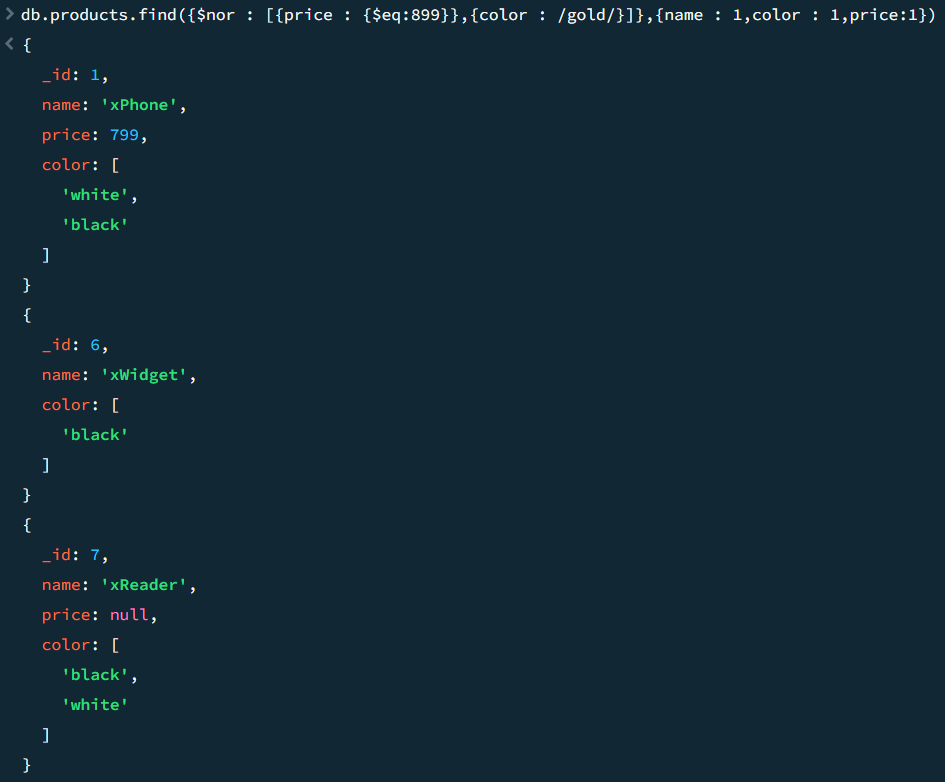 > db.products.find({$nor : [{price : {$eq:899}},{color : /gold/}]},{name : 1,color : 1,price:1})
< {
    _id: 1,
    name: 'xPhone',
    price: 799,
    color: [
      'white',
      'black'
    ]
  }
  {
    _id: 6,
    name: 'xWidget',
    color: [
      'black'
    ]
  }
  {
    _id: 7,
    name: 'xReader',
    price: null,
    color: [
      'black',
      'white'
    ]
  }